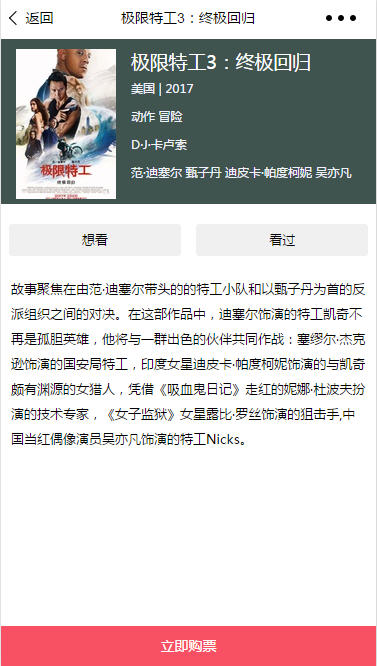 返回
极限特工3：终极回归
极限特工3：终极回归
美国 | 2017
动作 冒险
D·J·卡卢索
范·迪塞尔 甄子丹 迪皮卡·帕度柯妮 吴亦凡
极限特工
想看
看过
故事聚焦在由范·迪塞尔带头的的特工小队和以甄子丹为首的反
派组织之间的对决。在这部作品中，迪塞尔饰演的特工凯奇不
再是孤胆英雄，他将与一群出色的伙伴共同作战：塞缪尔·杰克
逊饰演的国安局特工，印度女星迪皮卡·帕度柯妮饰演的与凯奇
颇有渊源的女猎人，凭借《吸血鬼日记》走红的妮娜·杜波夫扮
演的技术专家，《女子监狱》女星露比·罗丝饰演的狙击手,中
国当红偶像演员吴亦凡饰演的特工Nicks。
立即购票